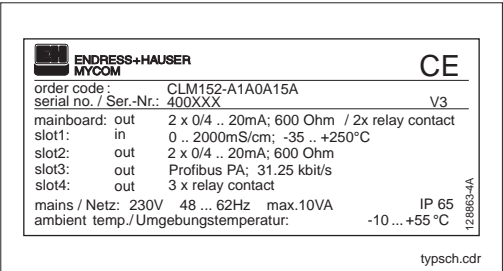 EH ENDRESS+HAUSER
MYCOM
CE
order code : CLM152-A1A0A15A
serial no. / Ser.-Nr.: 400XXX V3
mainboard: out 2 x 0/4 .. 20mA; 600 Ohm / 2x relay contact
slot1: in 0 .. 2000mS/cm; -35 .. +250°C
slot2: out 2 x 0/4 .. 20mA; 600 Ohm
slot3: out Profibus PA; 31.25 kbit/s
slot4: out 3 x relay contact
mains / Netz: 230V 48 ... 62Hz max.10VA IP 65
ambient temp./Umgebungstemperatur: -10 ... +55 °C
128863-4A
typsch.cdr